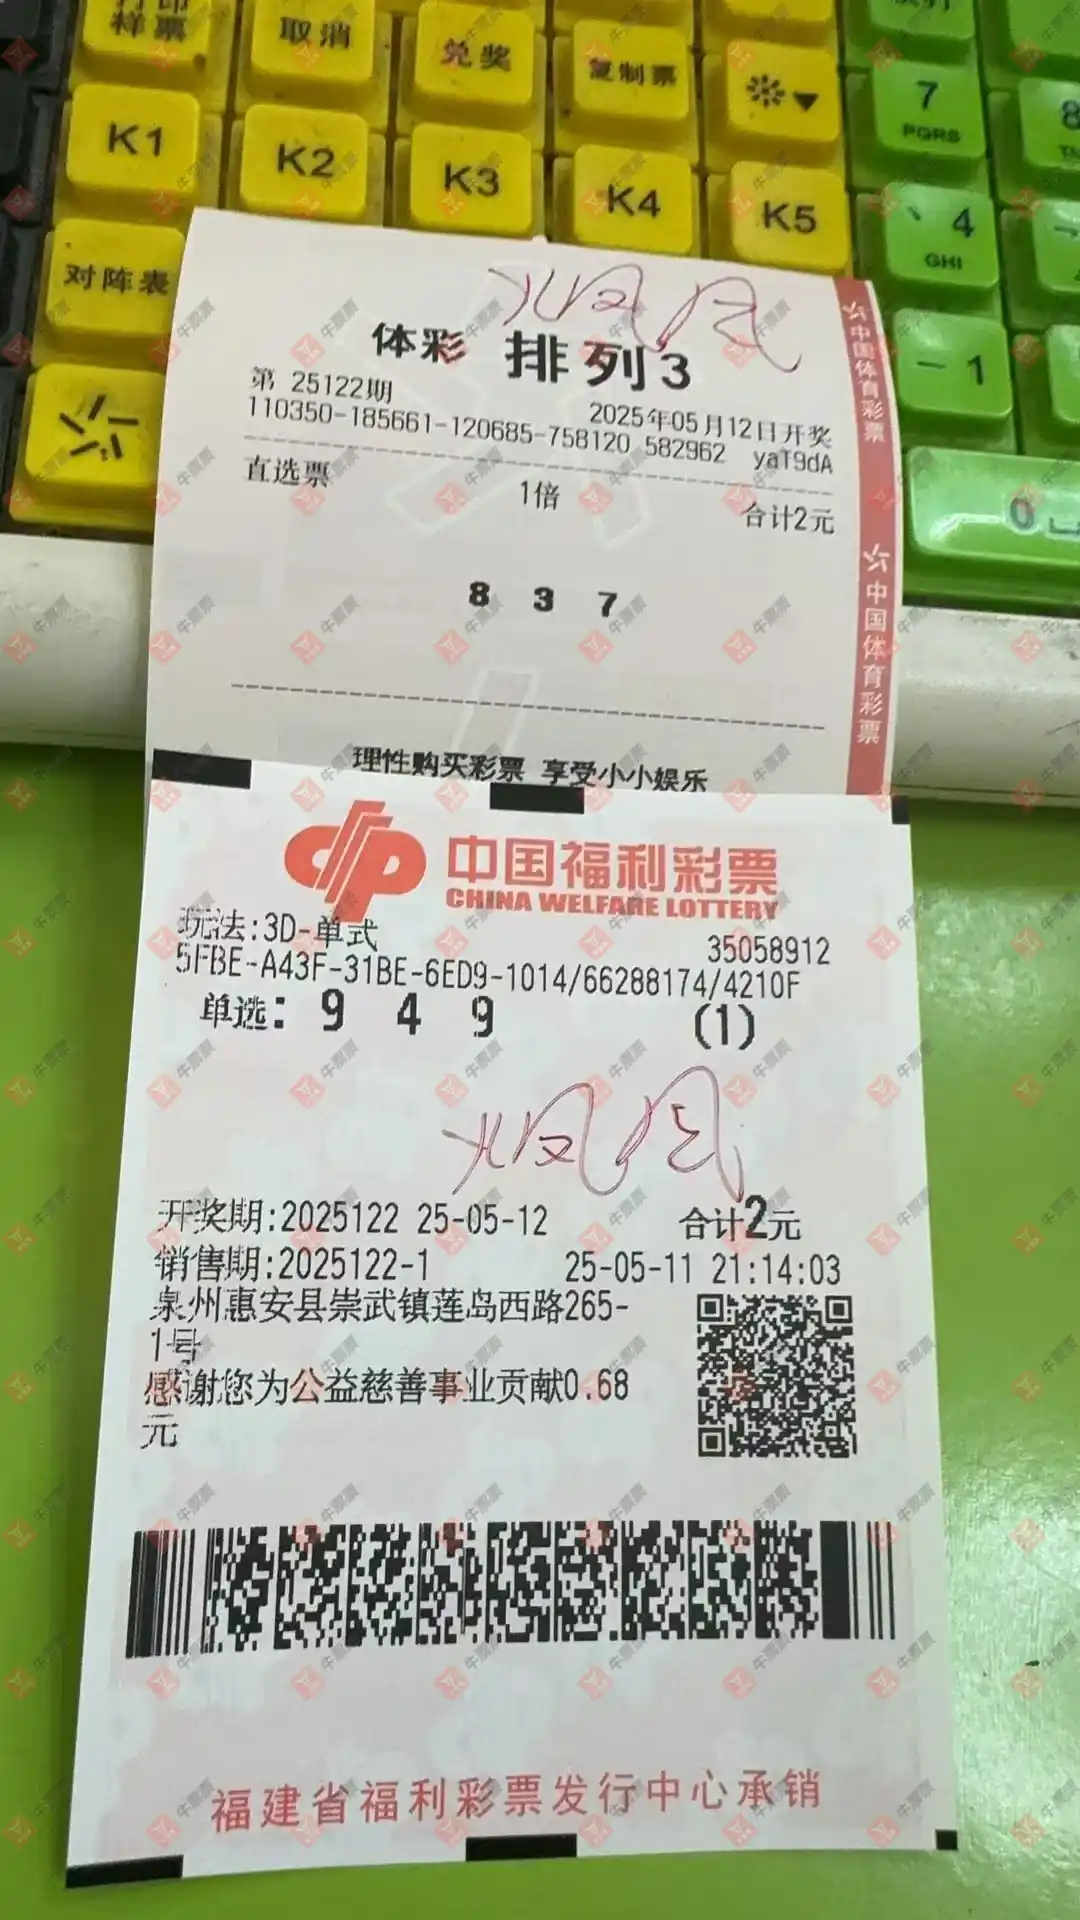 打印
样票
取消
兑奖
复制票
7
PGRS
8
K1
K2
K3
K4
K5
4
GHI
对阵表
1
0
体彩 排列3
第 25122期
2025年05月12日开奖
110350-185661-120685-758120 582962 yaT9dA
直选票
1倍
合计2元
8 3 7
理性购买彩票 享受小小娱乐
中国体育彩票
中国体育彩票
中国福利彩票
CHINA WELFARE LOTTERY
玩法:3D-单式
35058912
5FBE-A43F-31BE-6ED9-1014/66288174/4210F
单选: 9 4 9
(1)
开奖期:2025122 25-05-12
合计2元
销售期:2025122-1
25-05-11 21:14:03
泉州惠安县崇武镇莲岛西路265-
1号
感谢您为公益慈善事业贡献0.68
元
福建省福利彩票发行中心承销
牛票票